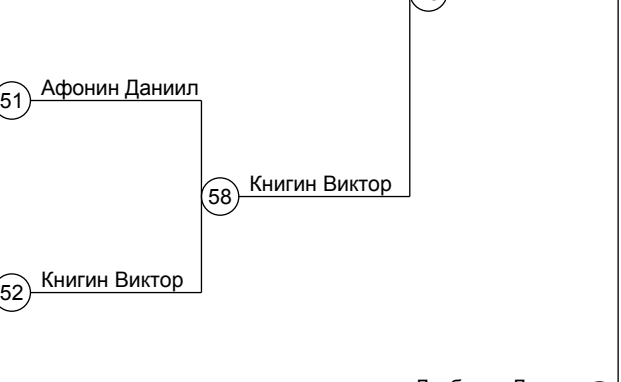 51
Афонин Даниил
58
Книгин Виктор
52
Книгин Виктор